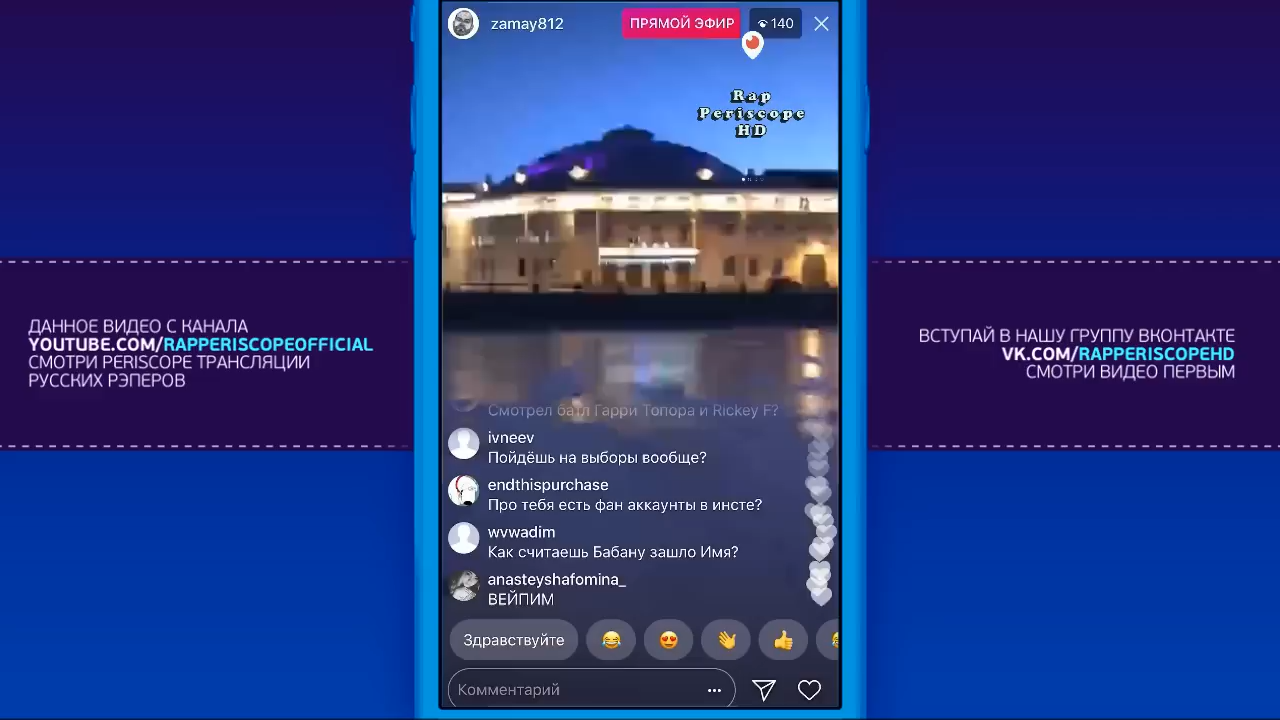 zamay812
ПРЯМОЙ ЭФИР
140
Rap
Periscope
HD
ДАННОЕ ВИДЕО С КАНАЛА
YOUTUBE.COM/RAPPERISCOPEOFFICIAL
СМОТРИ PERISCOPE ТРАНСЛЯЦИИ
РУССКИХ РЭПЕРОВ
ВСТУПАЙ В НАШУ ГРУППУ ВКОНТАКТЕ
VK.COM/RAPPERISCOPEHD
СМОТРИ ВИДЕО ПЕРВЫМ
Смотрел батл Гарри Топора и Rickey F?
ivneev
Пойдёшь на выборы вообще?
endthispurchase
Про тебя есть фан аккаунты в инсте?
wvwadim
Как считаешь Бабану зашло Имя?
anasteyshafomina_
ВЕЙПИМ
Здравствуйте
Комментарий